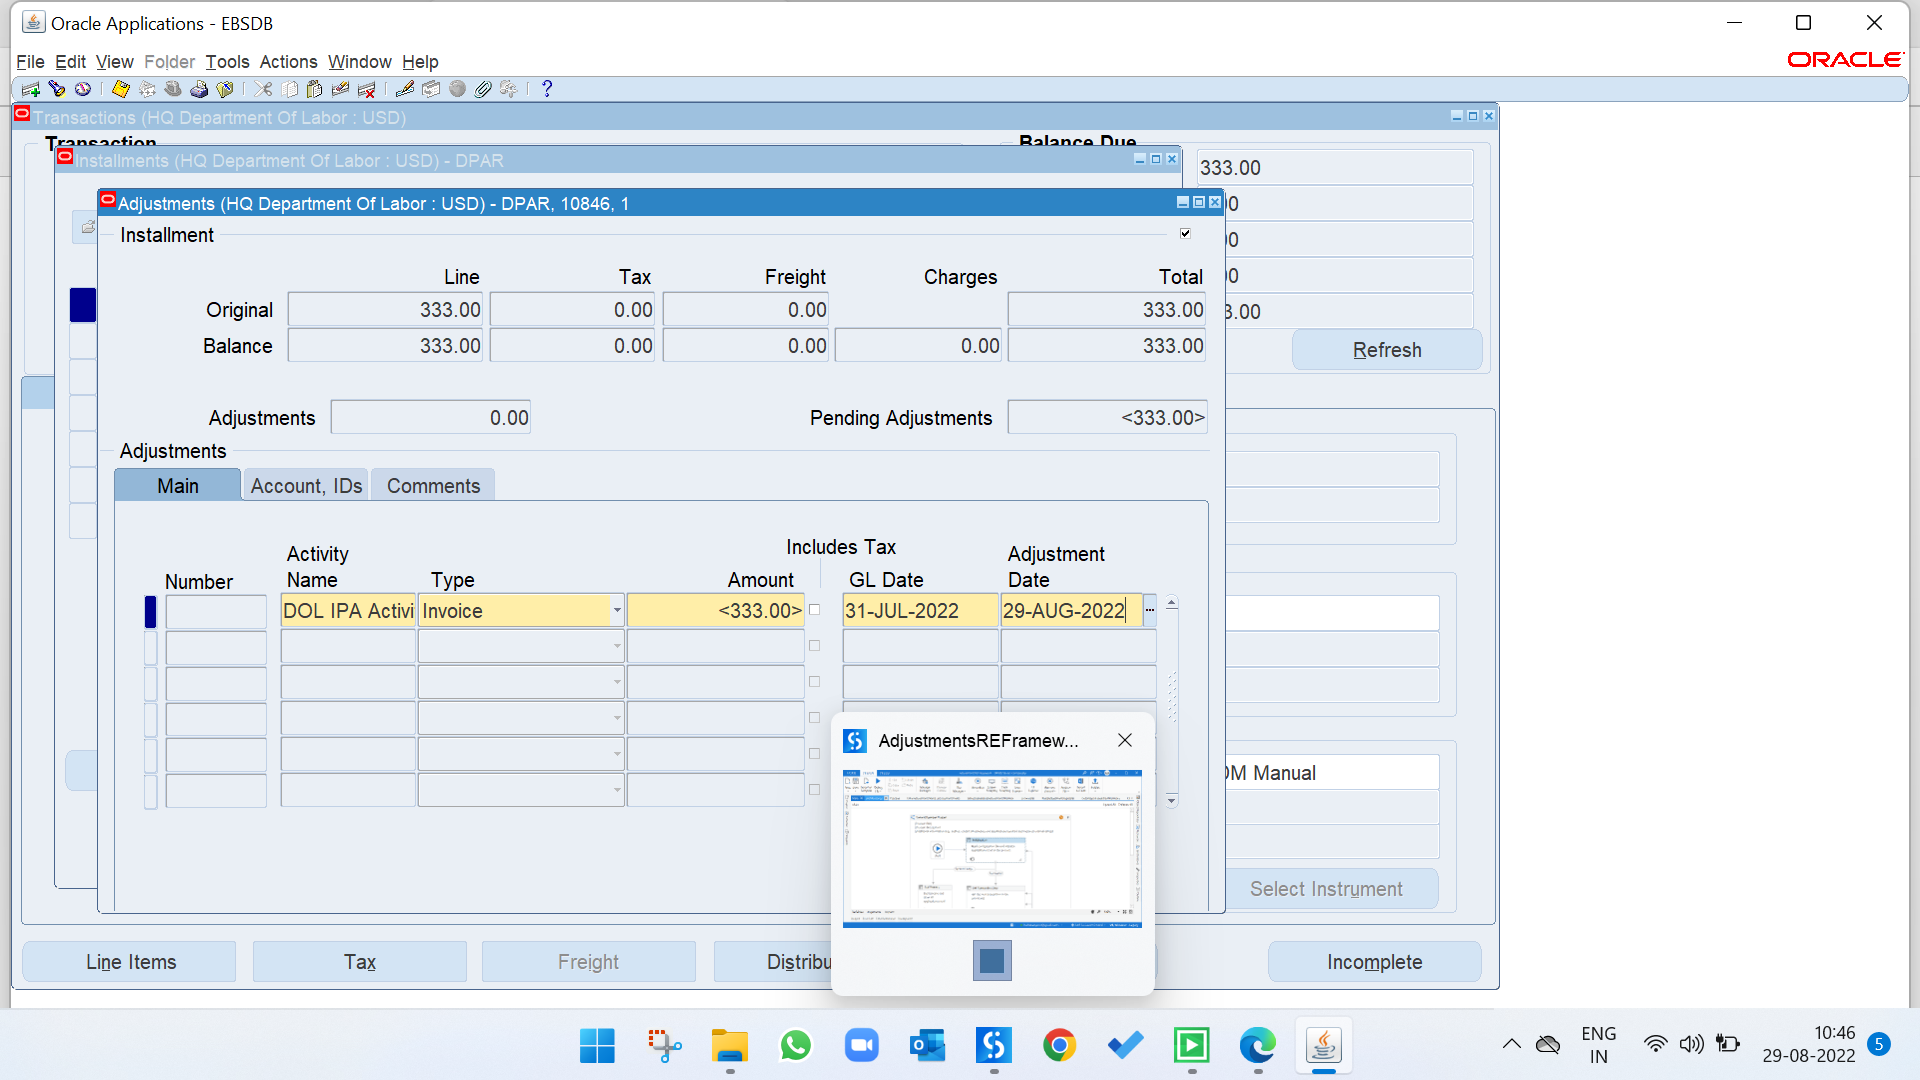 Oracle Applications - EBSDB
File Edit View Folder Tools Actions Window Help
ORACLE
Transactions (HQ Department Of Labor : USD)
Transaction
Balance Due
Installments (HQ Department Of Labor : USD) - DPAR
333.00
Adjustments (HQ Department Of Labor : USD) - DPAR, 10846, 1
Installment
Line Tax Freight Charges Total
Original 333.00 0.00 0.00 333.00
Balance 333.00 0.00 0.00 0.00 333.00
Refresh
Adjustments 0.00 Pending Adjustments <333.00>
Adjustments
Main Account, IDs Comments
Includes Tax
Activity Adjustment
Number Name Type Amount GL Date Date
DOL IPA Activi Invoice <333.00> 31-JUL-2022 29-AUG-2022
AdjustmentsREFramew...
OM Manual
Select Instrument
Line Items Tax Freight Distribu Incomplete
ENG
IN
10:46
29-08-2022
5